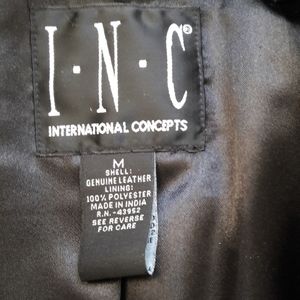 I·N·C®
INTERNATIONAL CONCEPTS
M
SHELL:
GENUINE LEATHER
LINING:
100% POLYESTER
MADE IN INDIA
R.N.-43952
SEE REVERSE
FOR CARE